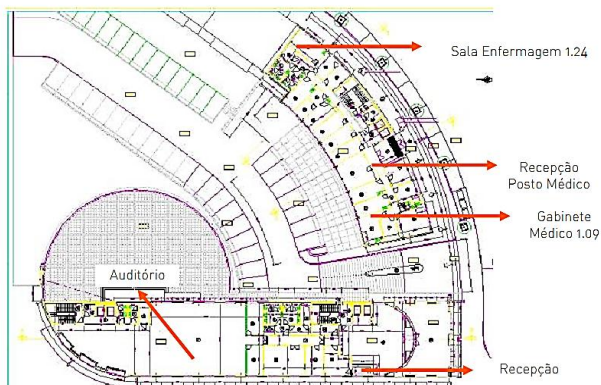 Sala Enfermagem 1.24
Recepção
Posto Médico
Gabinete
Médico 1.09
Auditório
Recepção